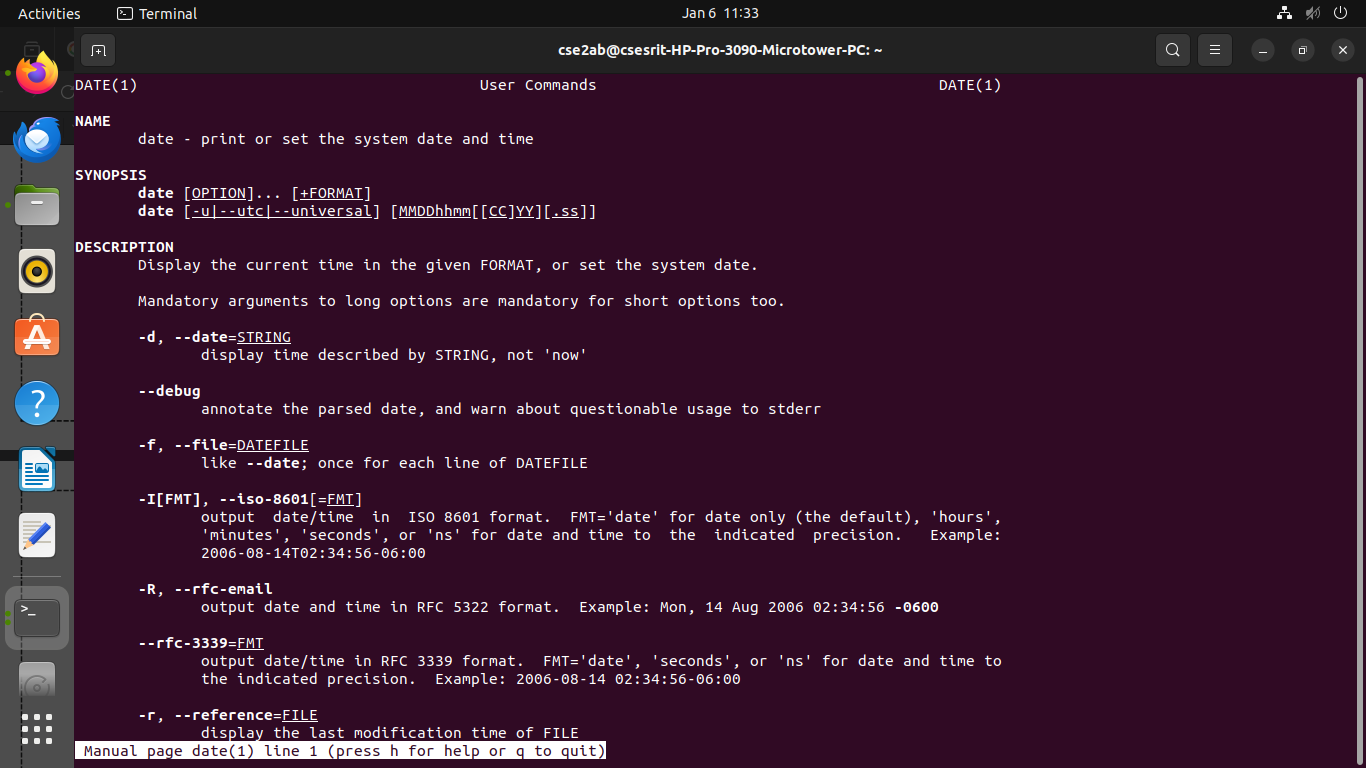 Activities Terminal Jan 6 11:33
cse2ab@csesrit-HP-Pro-3090-Microtower-PC: ~
DATE(1) User Commands DATE(1)
NAME
date - print or set the system date and time
SYNOPSIS
date [OPTION]... [+FORMAT]
date [-u|--utc|--universal] [MMDDhhmm[[CC]YY][.ss]]
DESCRIPTION
Display the current time in the given FORMAT, or set the system date.
Mandatory arguments to long options are mandatory for short options too.
-d, --date=STRING
display time described by STRING, not 'now'
--debug
annotate the parsed date, and warn about questionable usage to stderr
-f, --file=DATEFILE
like --date; once for each line of DATEFILE
-I[FMT], --iso-8601[=FMT]
output date/time in ISO 8601 format. FMT='date' for date only (the default), 'hours',
'minutes', 'seconds', or 'ns' for date and time to the indicated precision. Example:
2006-08-14T02:34:56-06:00
-R, --rfc-email
output date and time in RFC 5322 format. Example: Mon, 14 Aug 2006 02:34:56 -0600
--rfc-3339=FMT
output date/time in RFC 3339 format. FMT='date', 'seconds', or 'ns' for date and time to
the indicated precision. Example: 2006-08-14 02:34:56-06:00
-r, --reference=FILE
display the last modification time of FILE
Manual page date(1) line 1 (press h for help or q to quit)